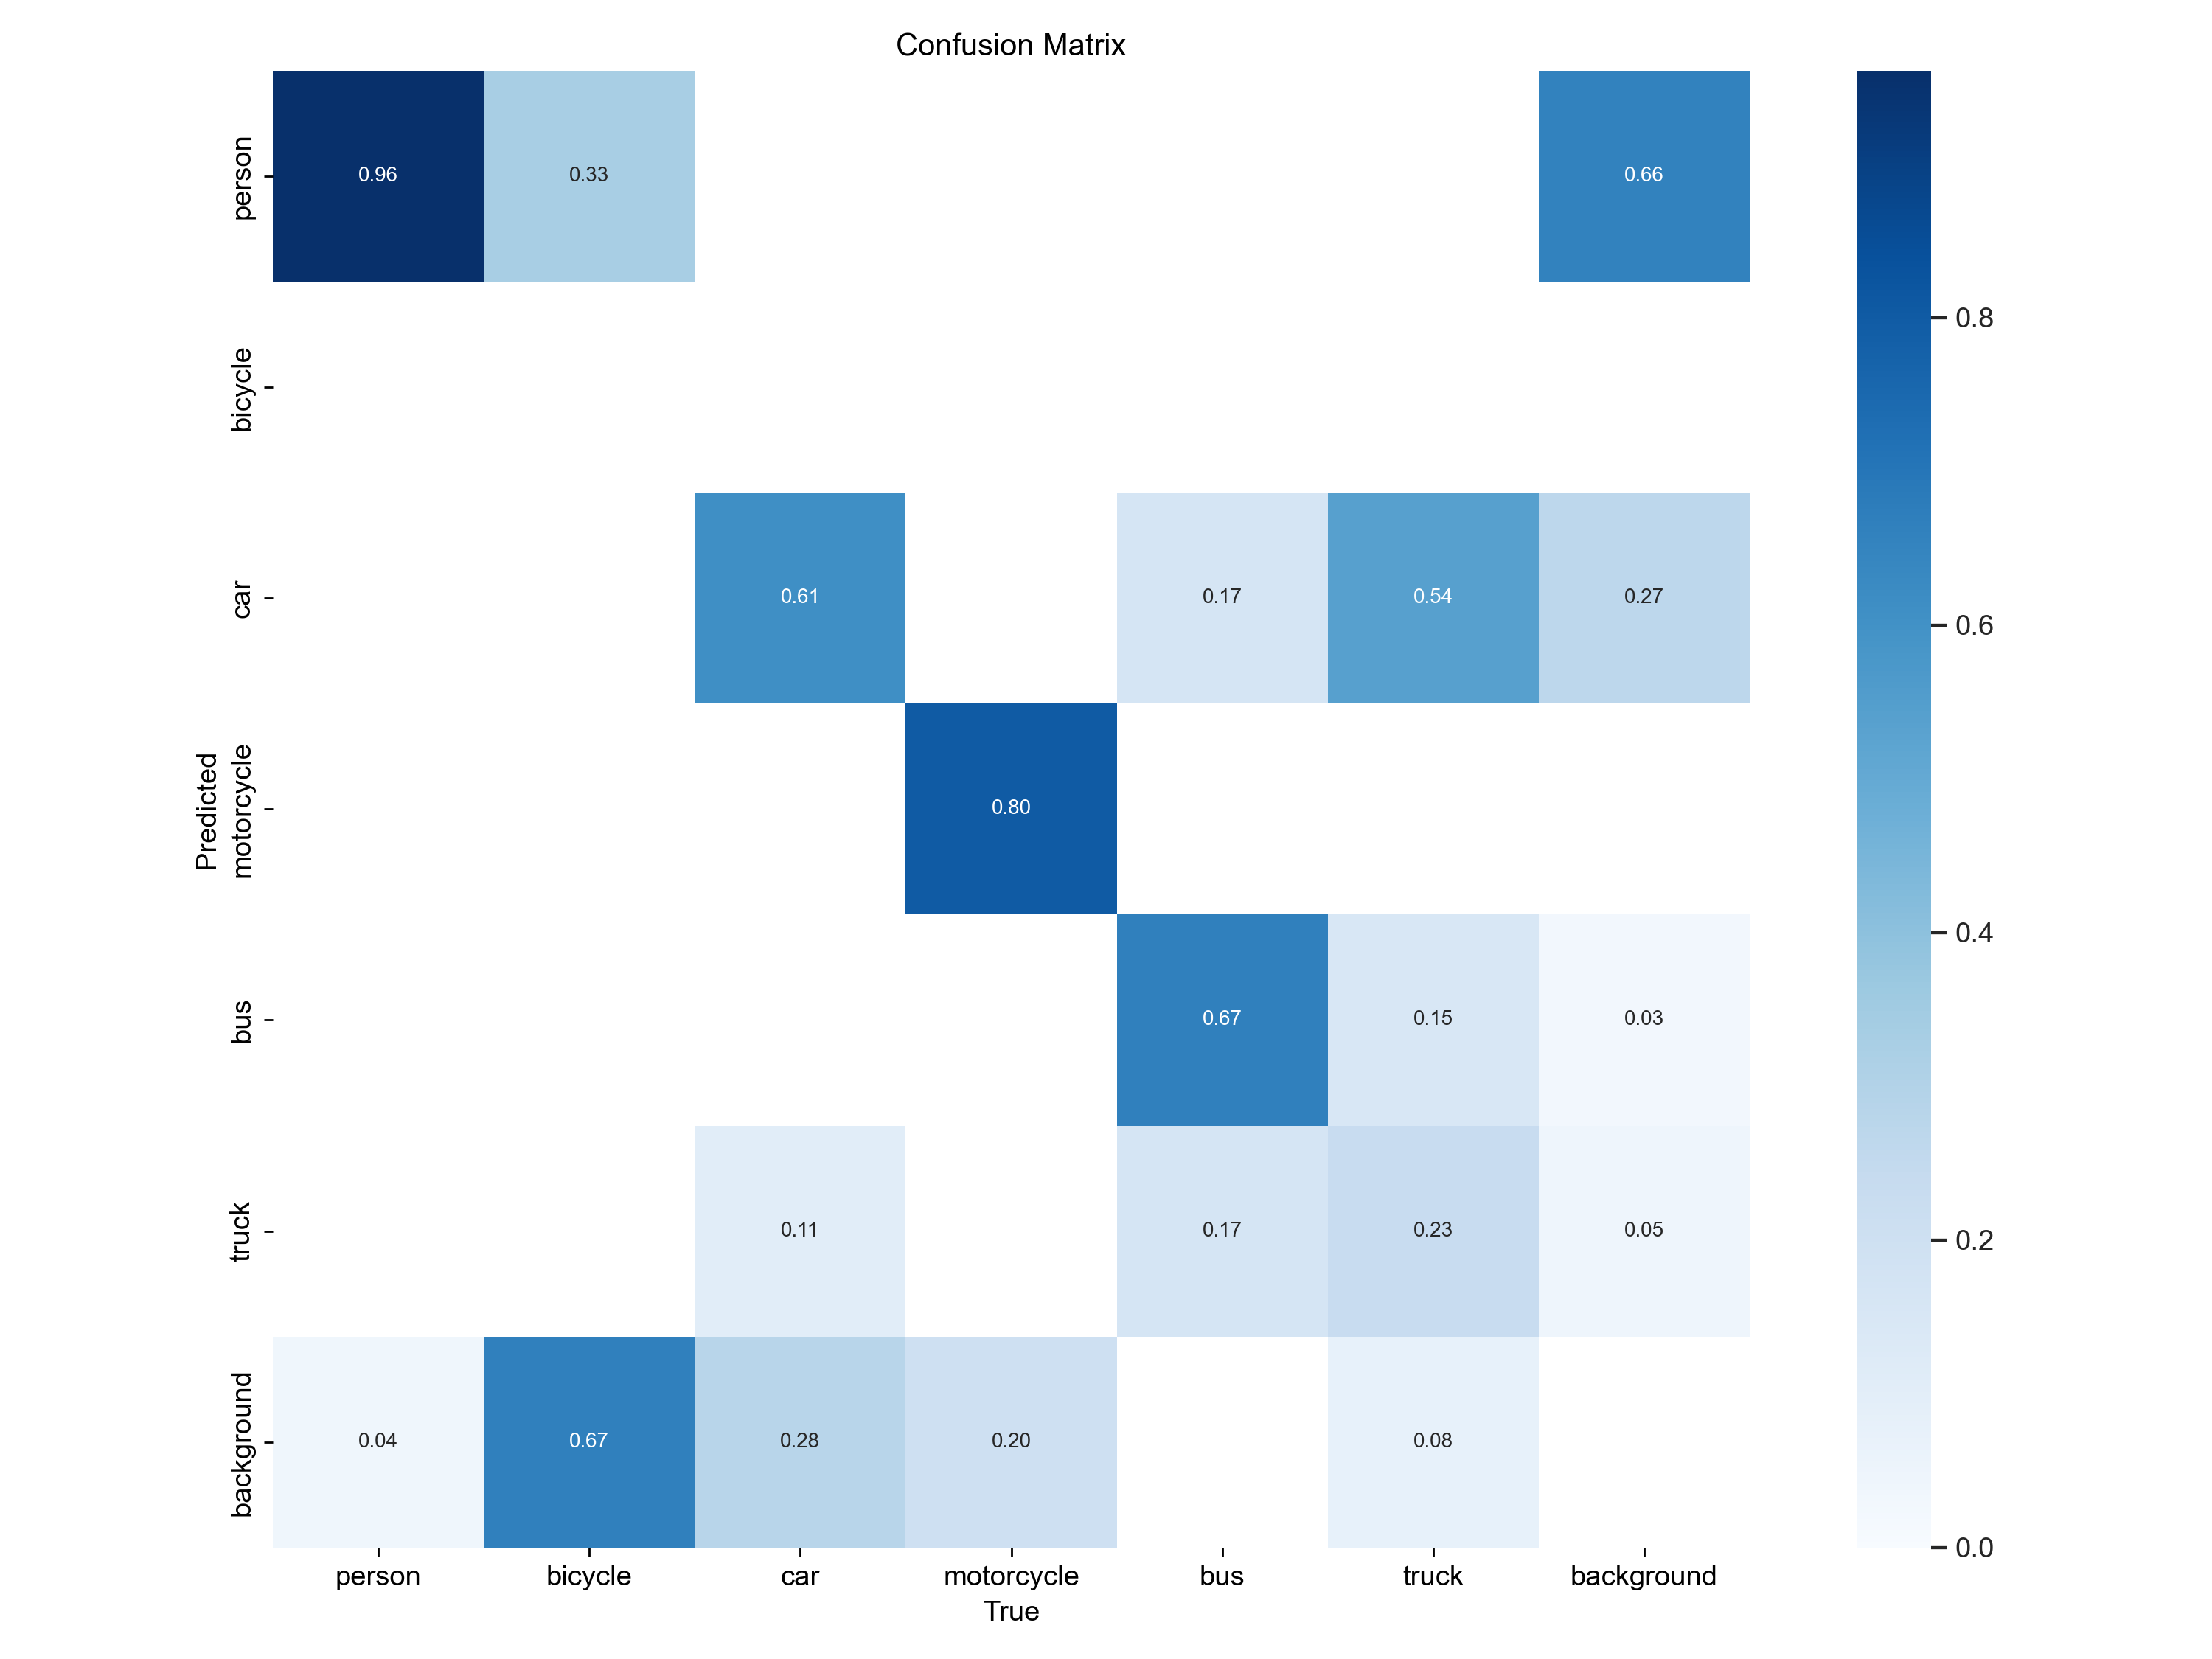 Confusion Matrix
person
0.96 0.33 0.66
0.8
bicycle
car
0.61 0.17 0.54 0.27
0.6
Predicted
motorcycle
0.80
0.4
bus
0.67 0.15 0.03
truck
0.11 0.17 0.23 0.05
0.2
background
0.04 0.67 0.28 0.20 0.08
0.0
person bicycle car motorcycle bus truck background
True